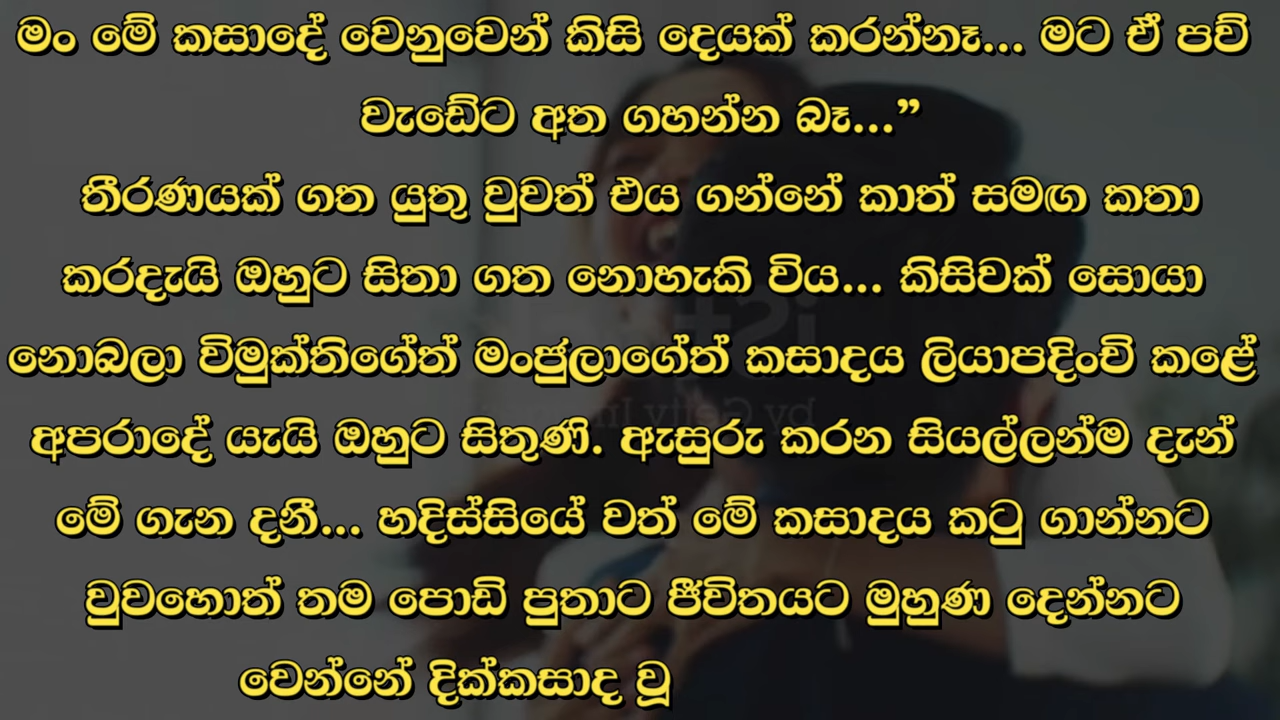 මං මේ කසාදේ වෙනුවෙන් කිසි දෙයක් කරන්නෑ... මට ඒ පව්
වැඩේට අත ගහන්න බෑ...”
තීරණයක් ගත යුතු වුවත් එය ගන්නේ කාත් සමඟ කතා
කරදැයි ඔහුට සිතා ගත නොහැකි විය... කිසිවක් සොයා
නොබලා විමුක්තිගේත් මංජුලාගේත් කසාදය ලියාපදිංචි කළේ
අපරාදේ යැයි ඔහුට සිතුණි. ඇසුරු කරන සියල්ලන්ම දැන්
මේ ගැන දනී... හදිස්සියේ වත් මේ කසාදය කටු ගාන්නට
වුවහොත් තම පොඩි පුතාට ජීවිතයට මුහුණ දෙන්නට
වෙන්නේ දික්කසාද වූ